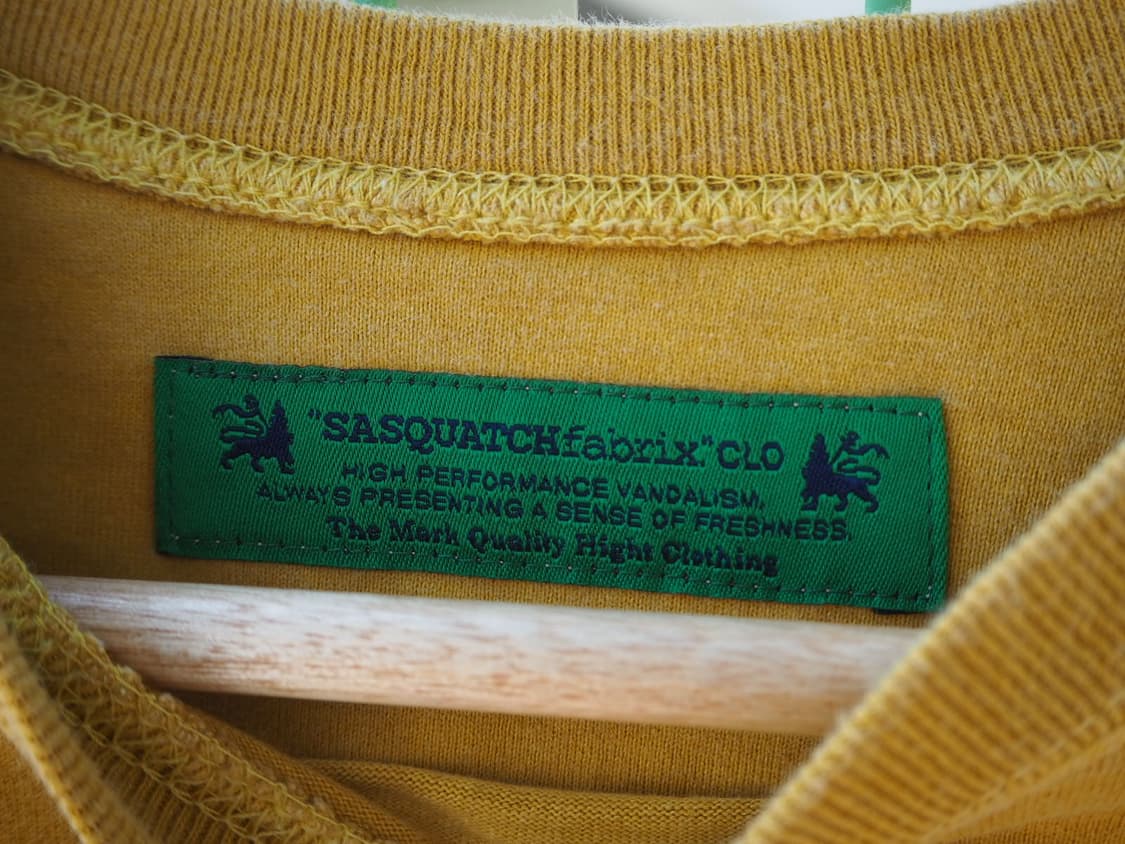 "SASQUATCHfabrix." CLO
HIGH PERFORMANCE VANDALISM,
ALWAYS PRESENTING A SENSE OF FRESHNESS.
The Mark Quality Hight Clothing